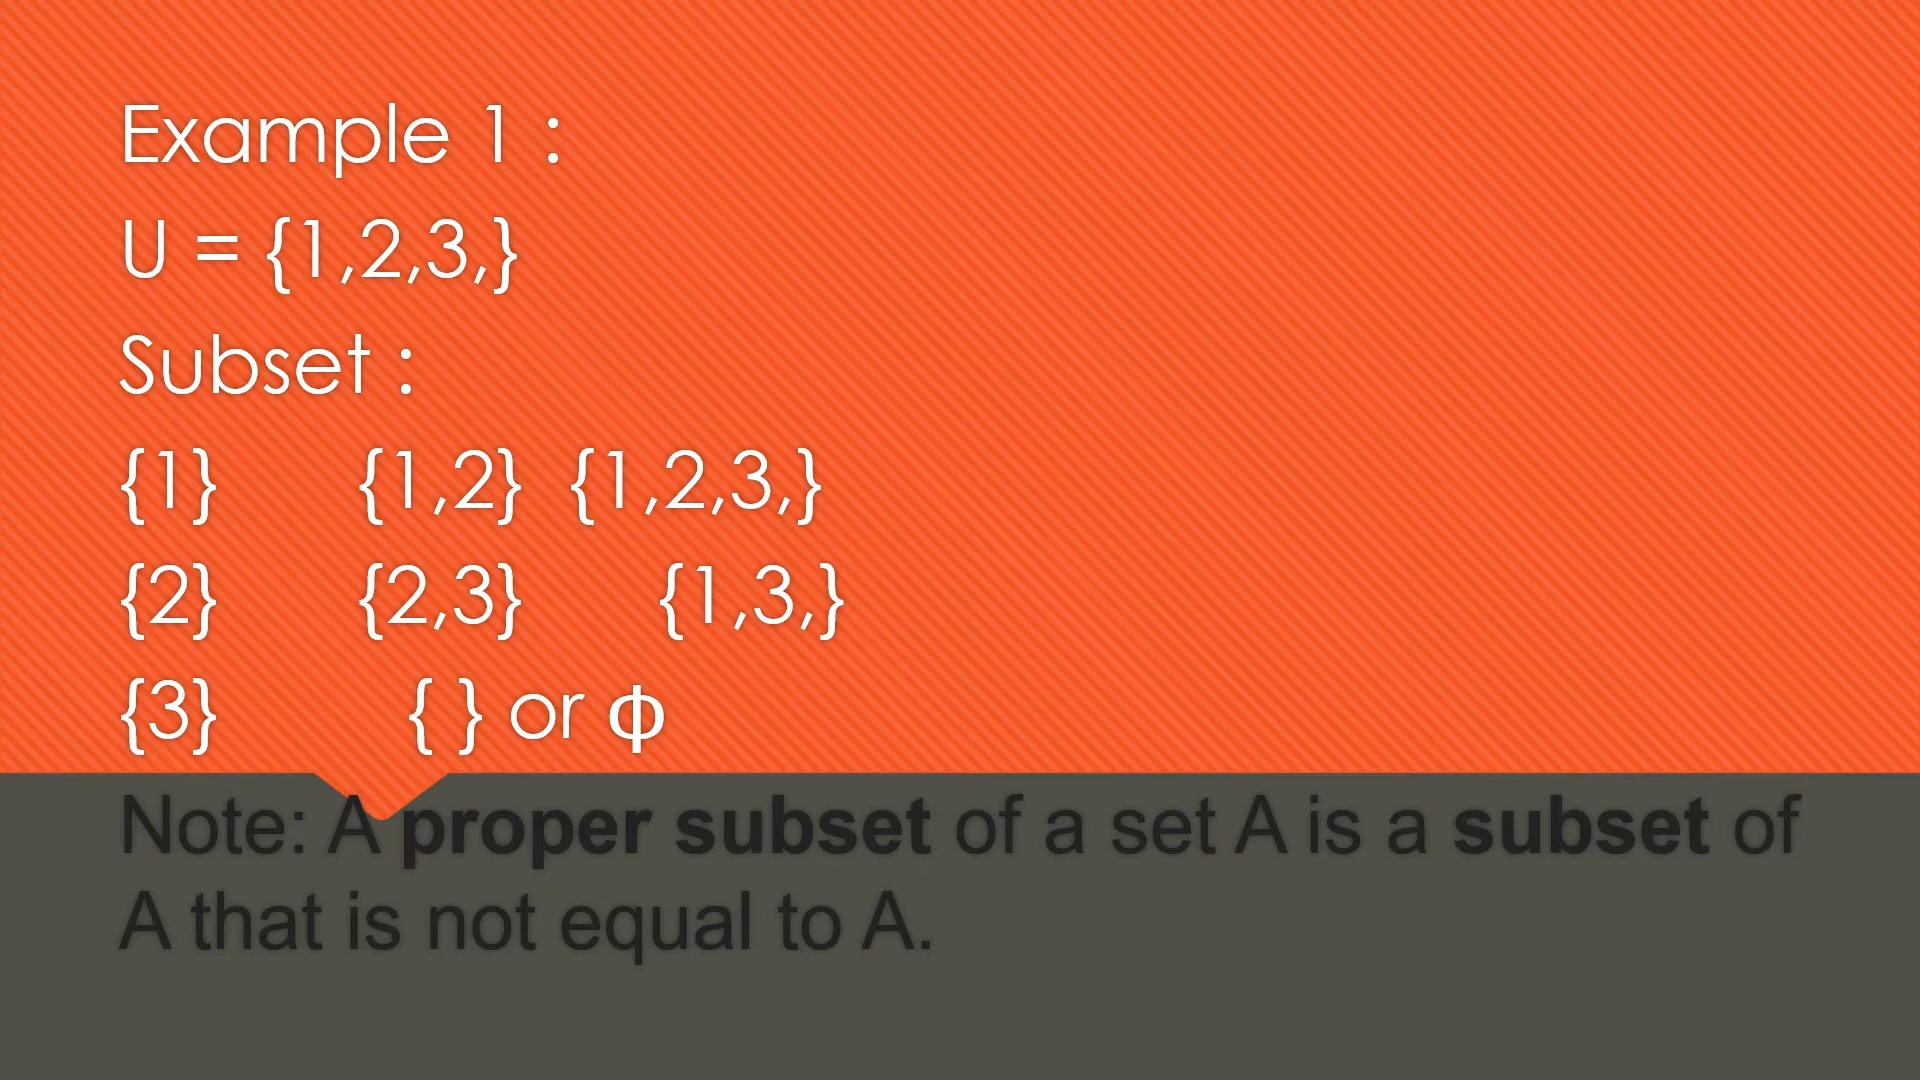 Example 1 :
U = {1,2,3,}
Subset :
{1} {1,2} {1,2,3,}
{2} {2,3} {1,3,}
{3} { } or ф
Note: A proper subset of a set A is a subset of
A that is not equal to A.